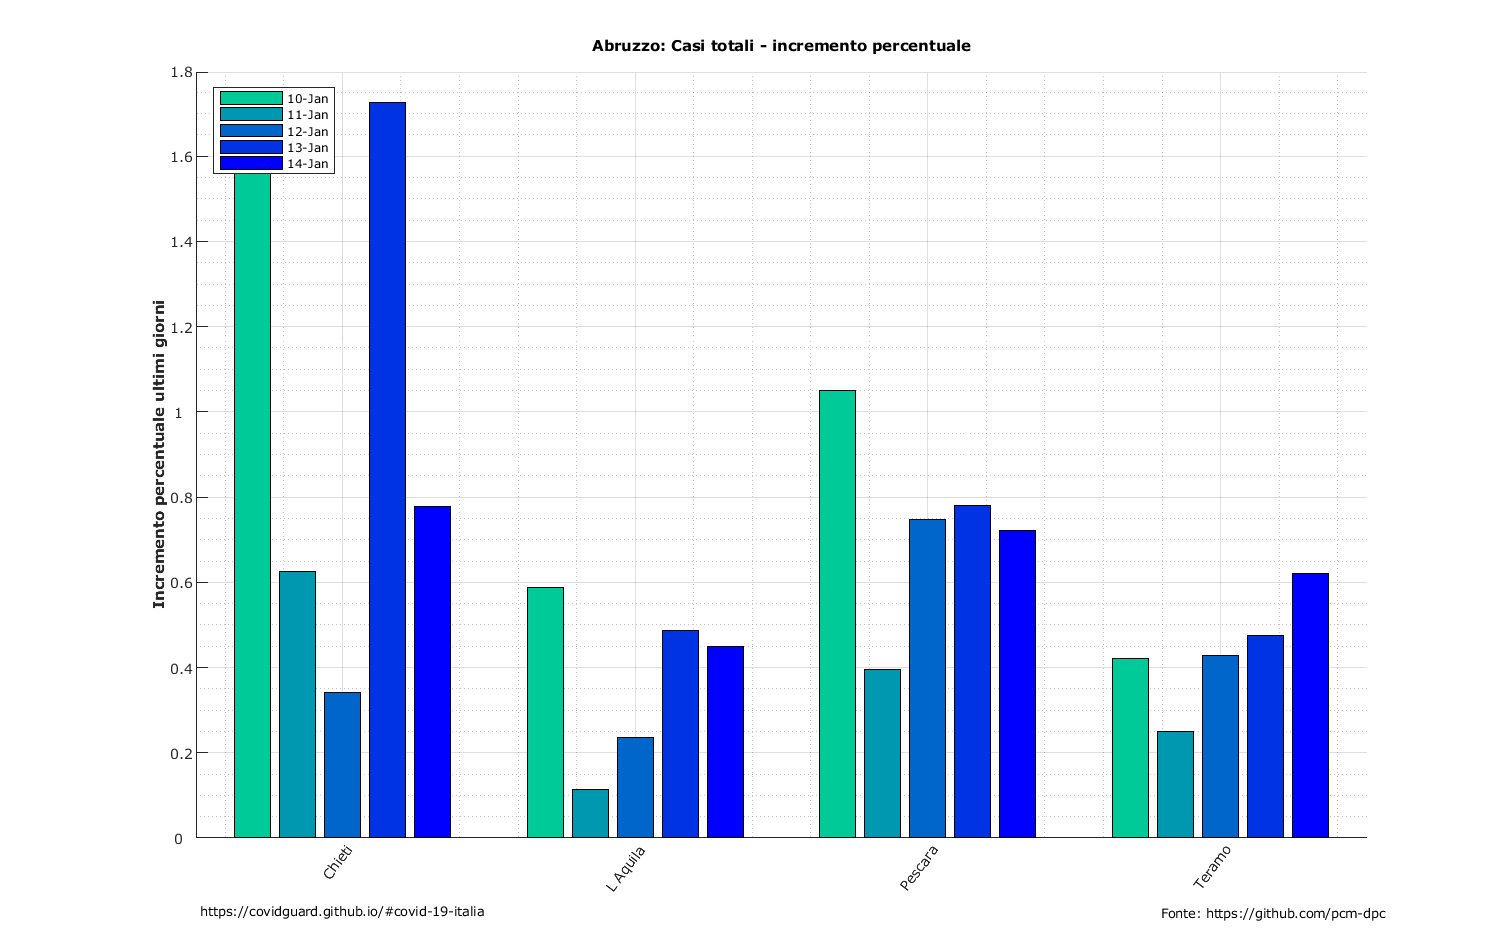 Abruzzo: Casi totali - incremento percentuale
1.8
1.6
1.4
1.2
1
0.8
0.6
0.4
0.2
0
Incremento percentuale ultimi giorni
10-Jan
11-Jan
12-Jan
13-Jan
14-Jan
Chieti
L Aquila
Pescara
Teramo
https://covidguard.github.io/#covid-19-italia
Fonte: https://github.com/pcm-dpc